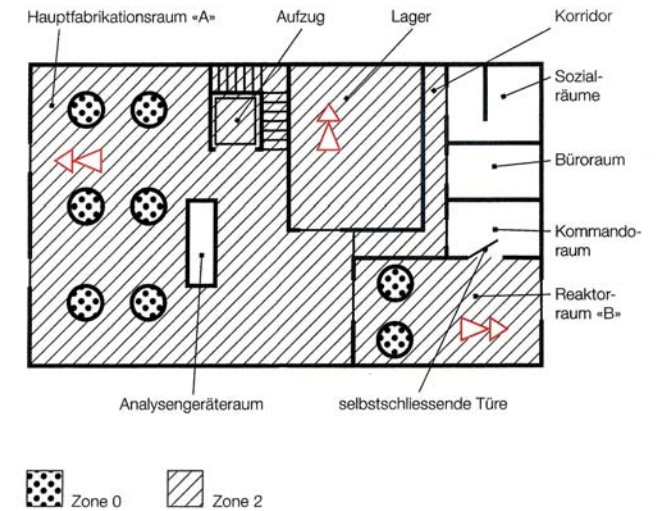 Hauptfabrikationsraum «A»
Aufzug
Lager
Korridor
Sozial-
räume
Büroraum
Kommando-
raum
Reaktor-
raum «B»
Analysengeräteraum
selbstschliessende Türe
Zone 0
Zone 2